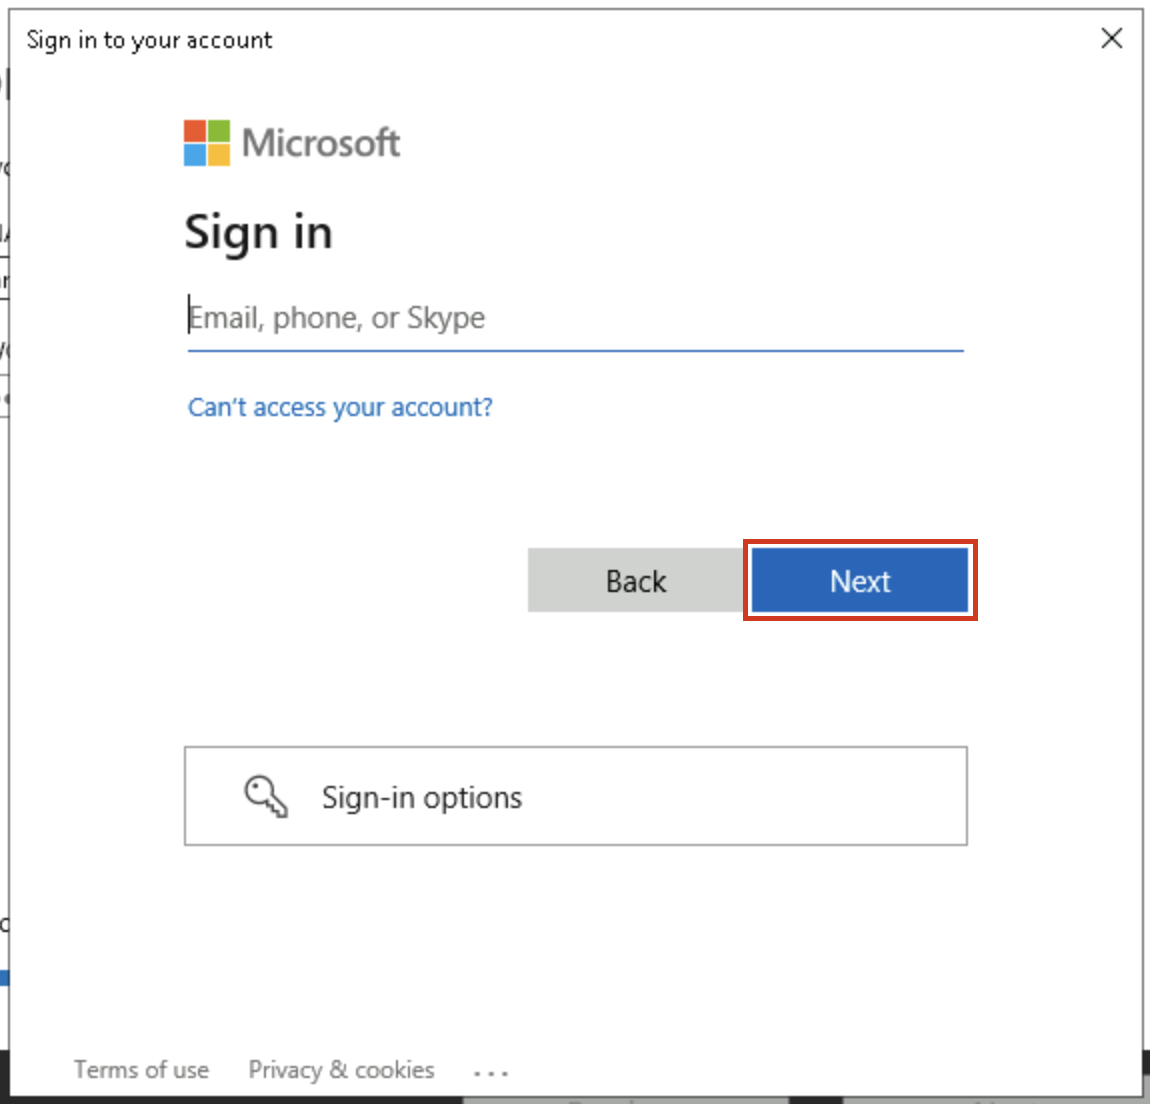 Sign in to your account
Microsoft
Sign in
Email, phone, or Skype
Can't access your account?
Back
Next
Sign-in options
Terms of use
Privacy & cookies
...